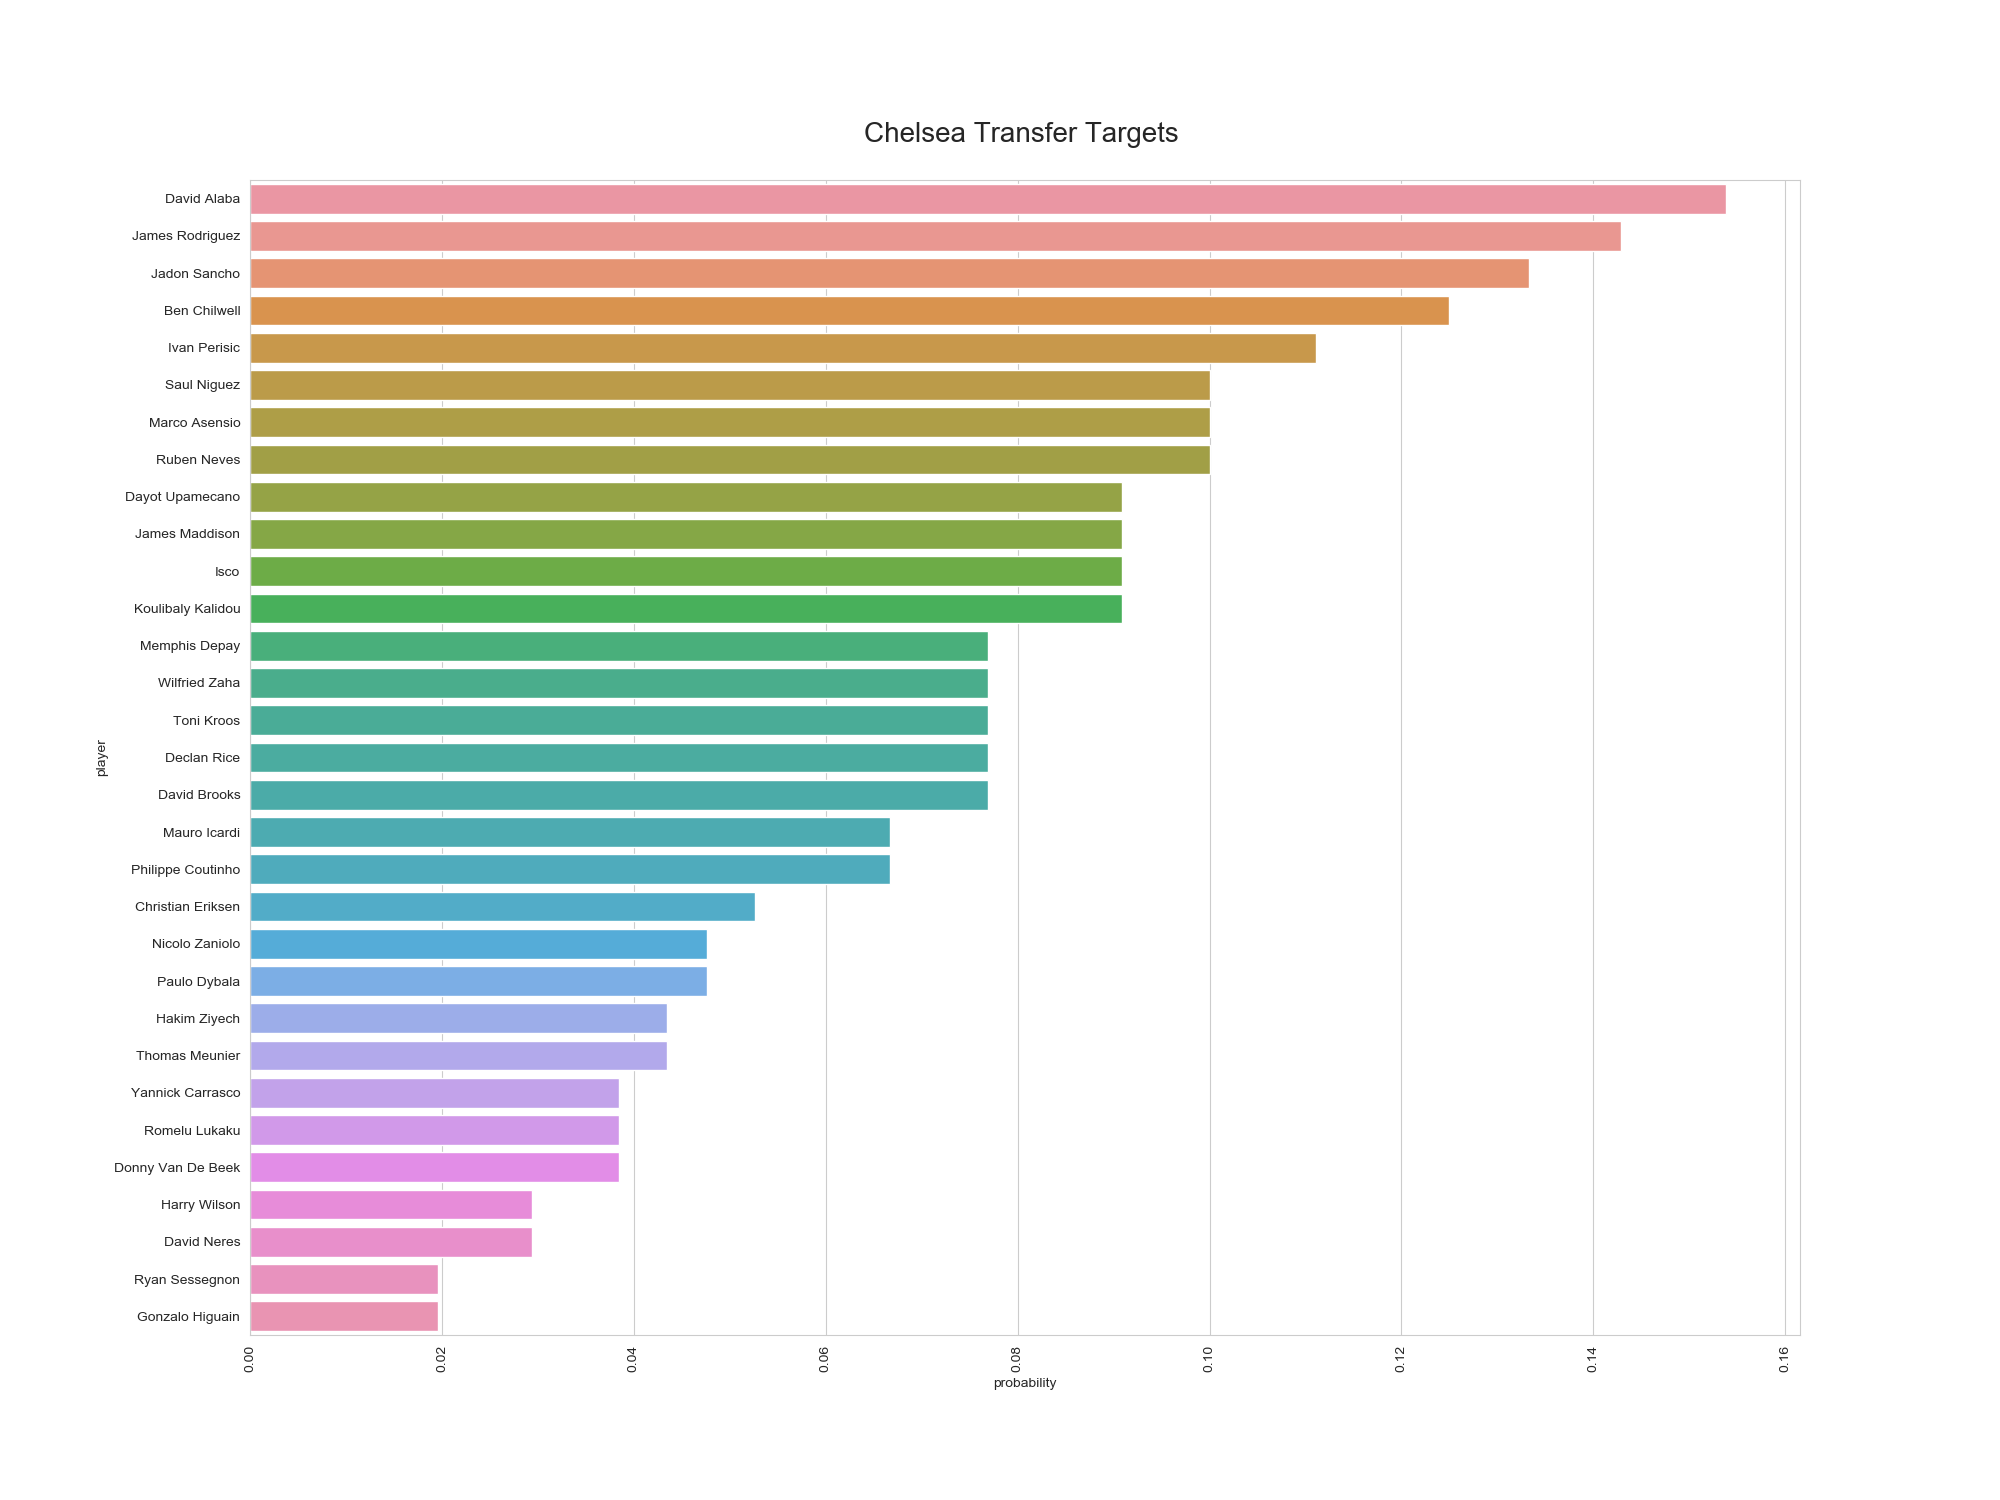 Chelsea Transfer Targets
David Alaba
James Rodriguez
Jadon Sancho
Ben Chilwell
Ivan Perisic
Saul Niguez
Marco Asensio
Ruben Neves
Dayot Upamecano
James Maddison
Isco
Koulibaly Kalidou
Memphis Depay
Wilfried Zaha
Toni Kroos
Declan Rice
David Brooks
Mauro Icardi
Philippe Coutinho
Christian Eriksen
Nicolo Zaniolo
Paulo Dybala
Hakim Ziyech
Thomas Meunier
Yannick Carrasco
Romelu Lukaku
Donny Van De Beek
Harry Wilson
David Neres
Ryan Sessegnon
Gonzalo Higuain
player
0.00
0.02
0.04
0.06
0.08
0.10
0.12
0.14
0.16
probability